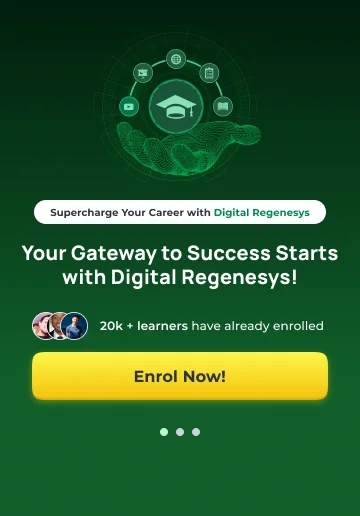 Supercharge Your Career with Digital Regenesys
Your Gateway to Success Starts
with Digital Regenesys!
20k + learners have already enrolled
Enrol Now!